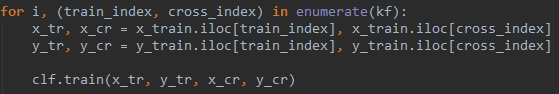 for i, (train_index, cross_index) in enumerate(kf):
    x_tr, x_cr = x_train.iloc[train_index], x_train.iloc[cross_index]
    y_tr, y_cr = y_train.iloc[train_index], y_train.iloc[cross_index]
    clf.train(x_tr, y_tr, x_cr, y_cr)